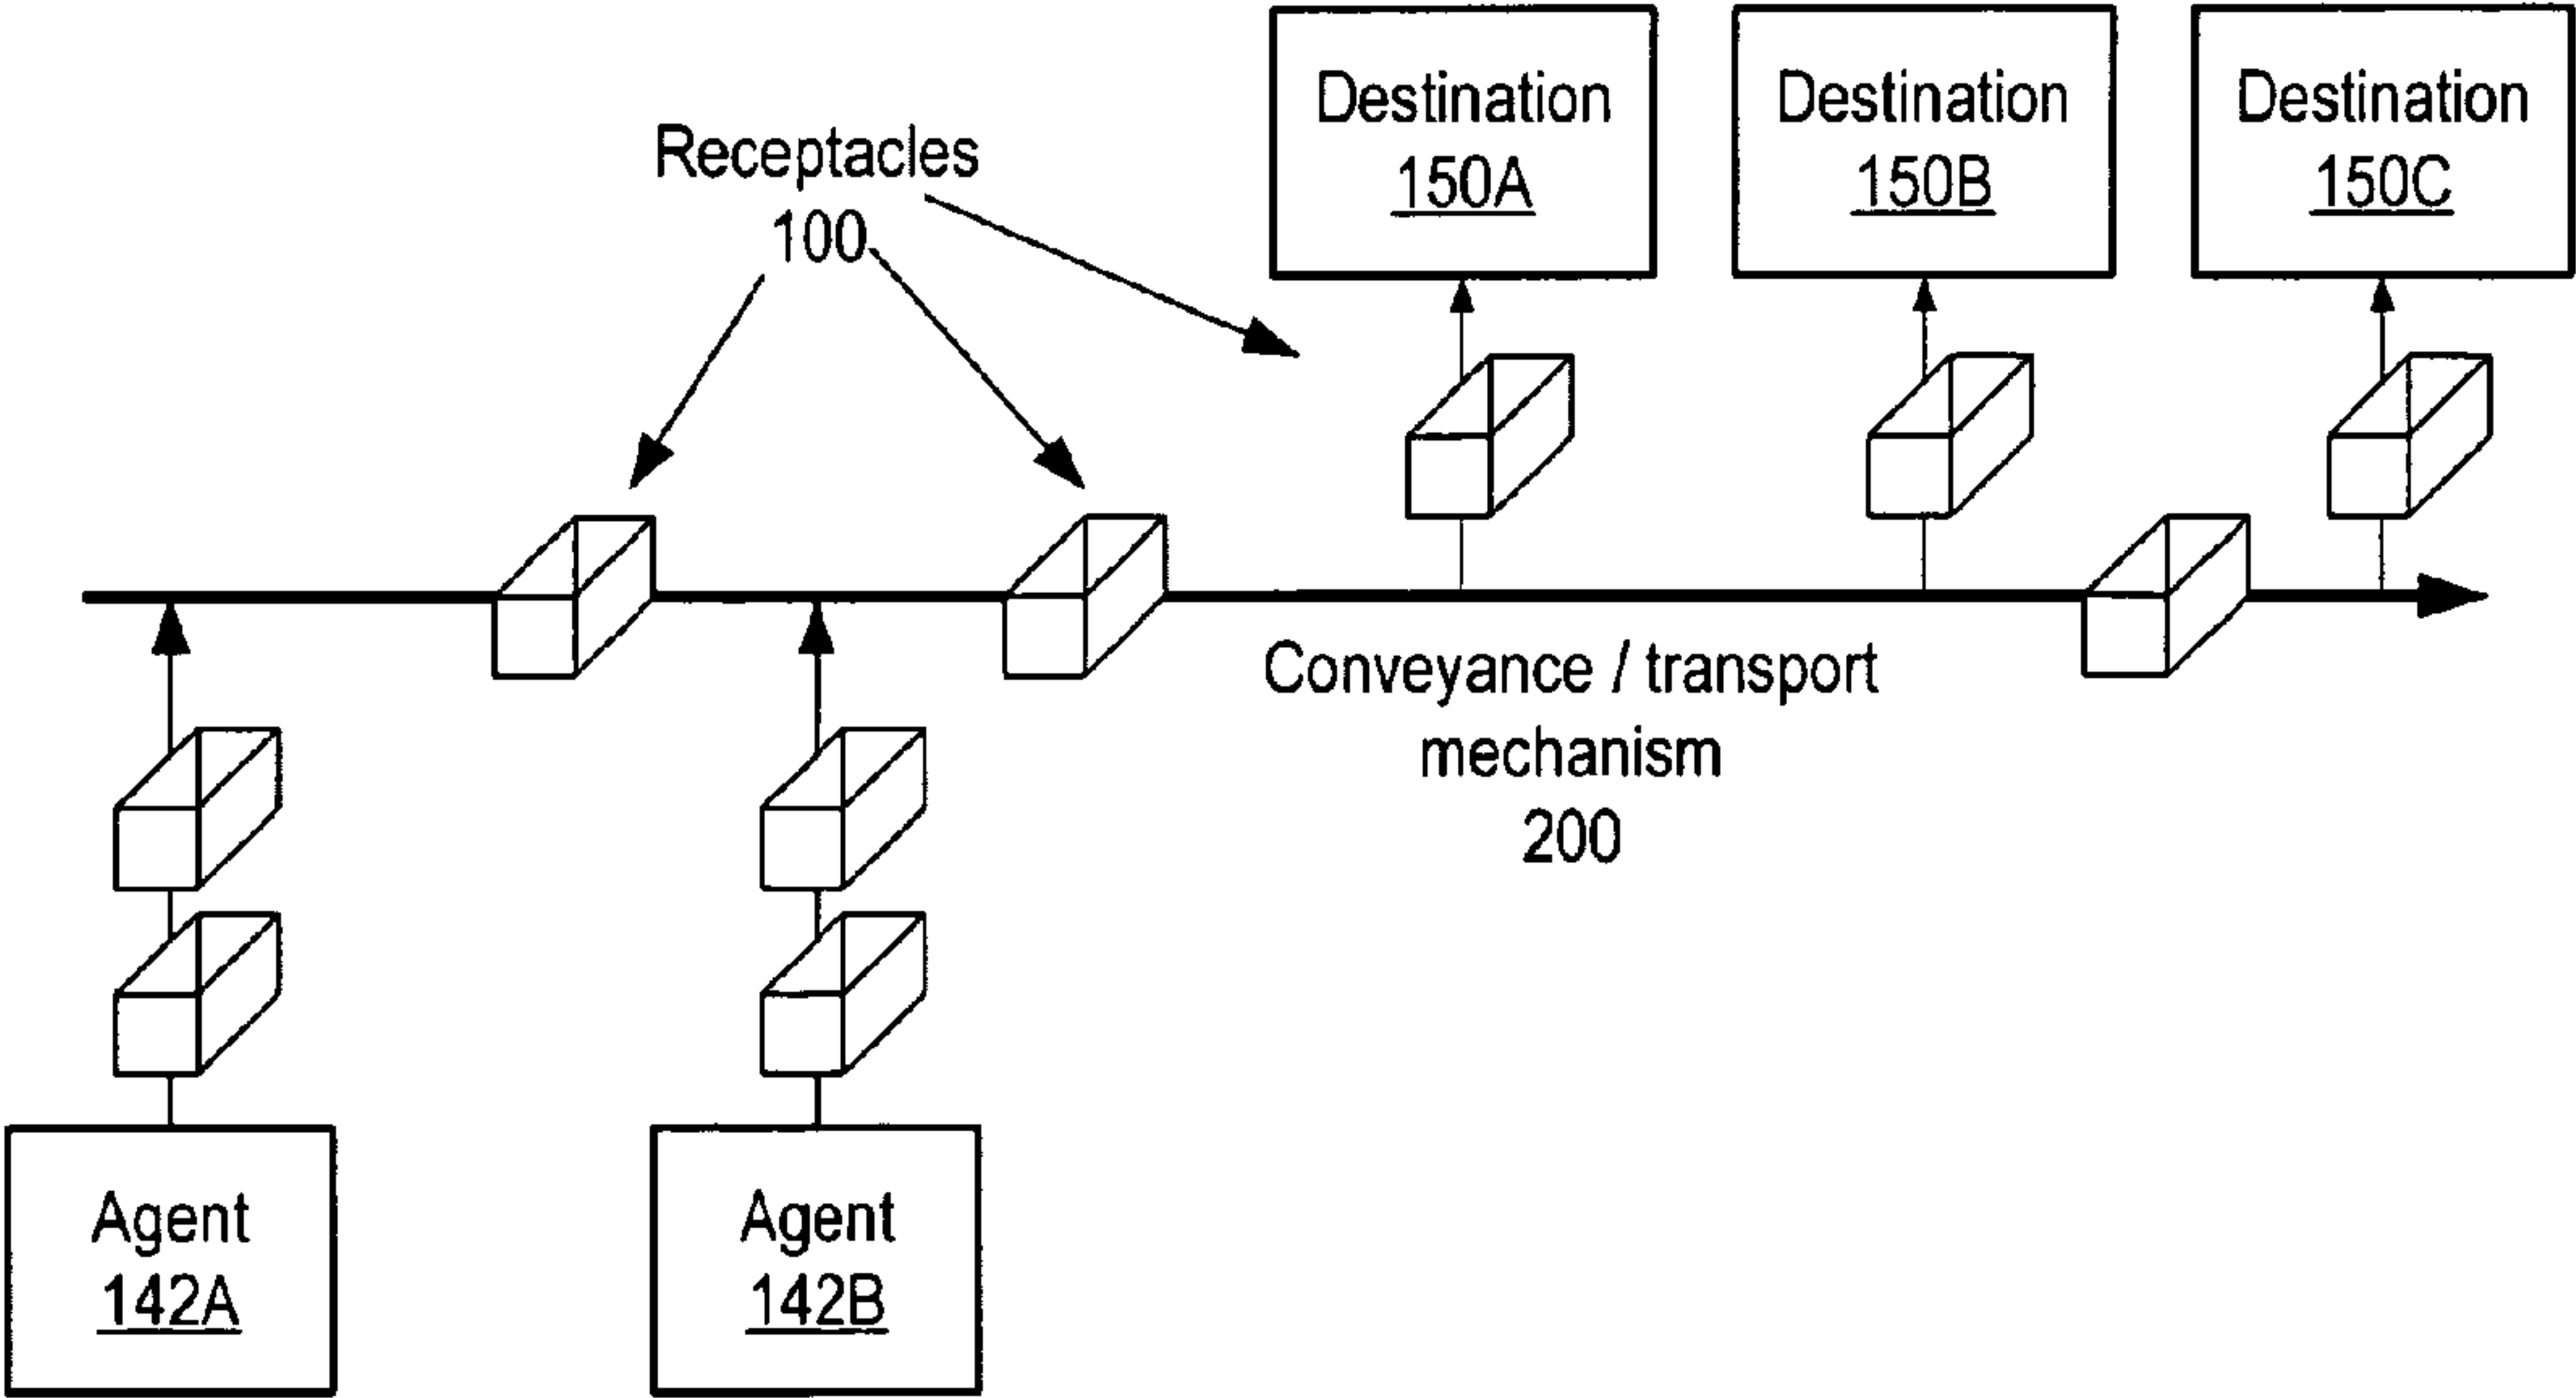 Receptacles
100
Destination
150A
Destination
150B
Destination
150C
Conveyance / transport
mechanism
200
Agent
142A
Agent
142B